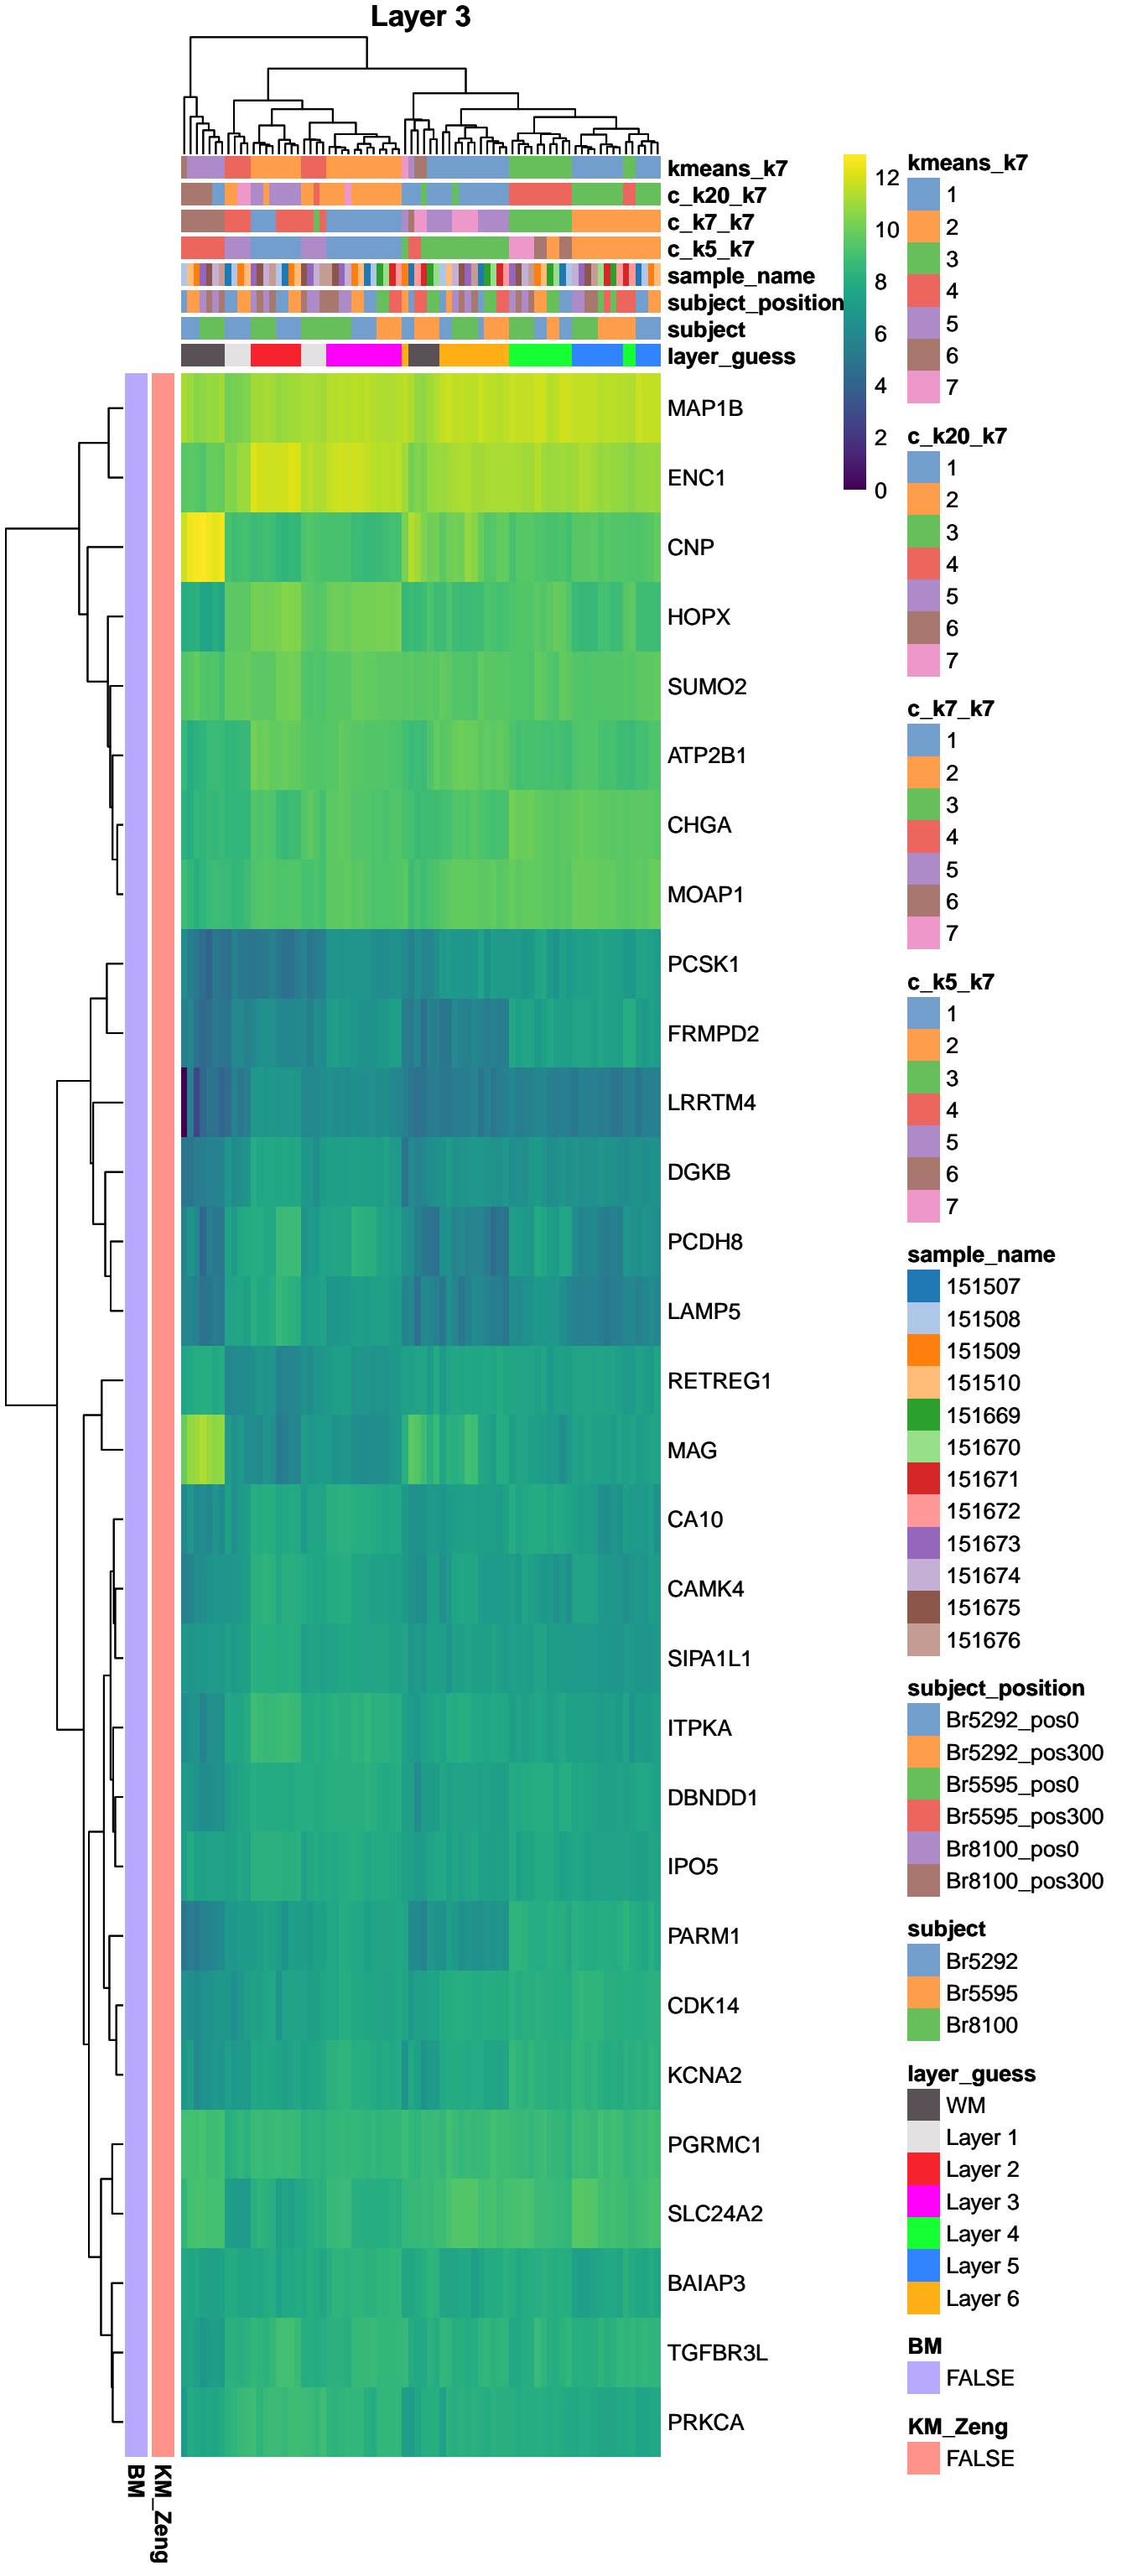 Layer 3
kmeans_k7
c_k20_k7
c_k7_k7
c_k5_k7
sample_name
subject_position
subject
layer_guess
MAP1B
ENC1
CNP
HOPX
SUMO2
ATP2B1
CHGA
MOAP1
PCSK1
FRMPD2
LRRTM4
DGKB
PCDH8
LAMP5
RETREG1
MAG
CA10
CAMK4
SIPA1L1
ITPKA
DBNDD1
IPO5
PARM1
CDK14
KCNA2
PGRMC1
SLC24A2
BAIAP3
TGFBR3L
PRKCA
BM
KM_Zeng
12
10
8
6
4
2
0
kmeans_k7
1
2
3
4
5
6
7
c_k20_k7
1
2
3
4
5
6
7
c_k7_k7
1
2
3
4
5
6
7
c_k5_k7
1
2
3
4
5
6
7
sample_name
151507
151508
151509
151510
151669
151670
151671
151672
151673
151674
151675
151676
subject_position
Br5292_pos0
Br5292_pos300
Br5595_pos0
Br5595_pos300
Br8100_pos0
Br8100_pos300
subject
Br5292
Br5595
Br8100
layer_guess
WM
Layer 1
Layer 2
Layer 3
Layer 4
Layer 5
Layer 6
BM
FALSE
KM_Zeng
FALSE